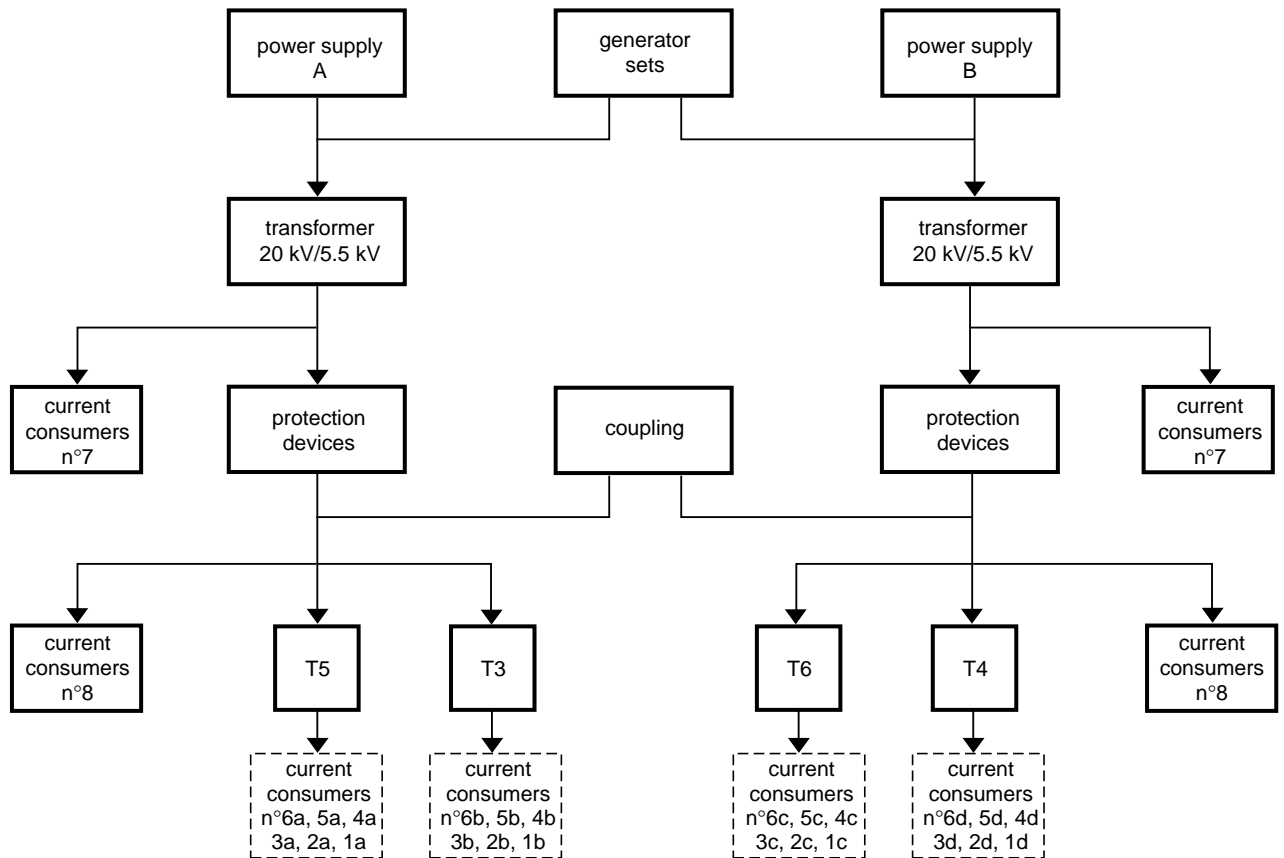 power supply
A
generator
sets
power supply
B
transformer
20 kV/5.5 kV
transformer
20 kV/5.5 kV
current
consumers
n°7
protection
devices
coupling
protection
devices
current
consumers
n°7
current
consumers
n°8
T5
T3
T6
T4
current
consumers
n°8
current
consumers
n°6a, 5a, 4a
3a, 2a, 1a
current
consumers
n°6b, 5b, 4b
3b, 2b, 1b
current
consumers
n°6c, 5c, 4c
3c, 2c, 1c
current
consumers
n°6d, 5d, 4d
3d, 2d, 1d